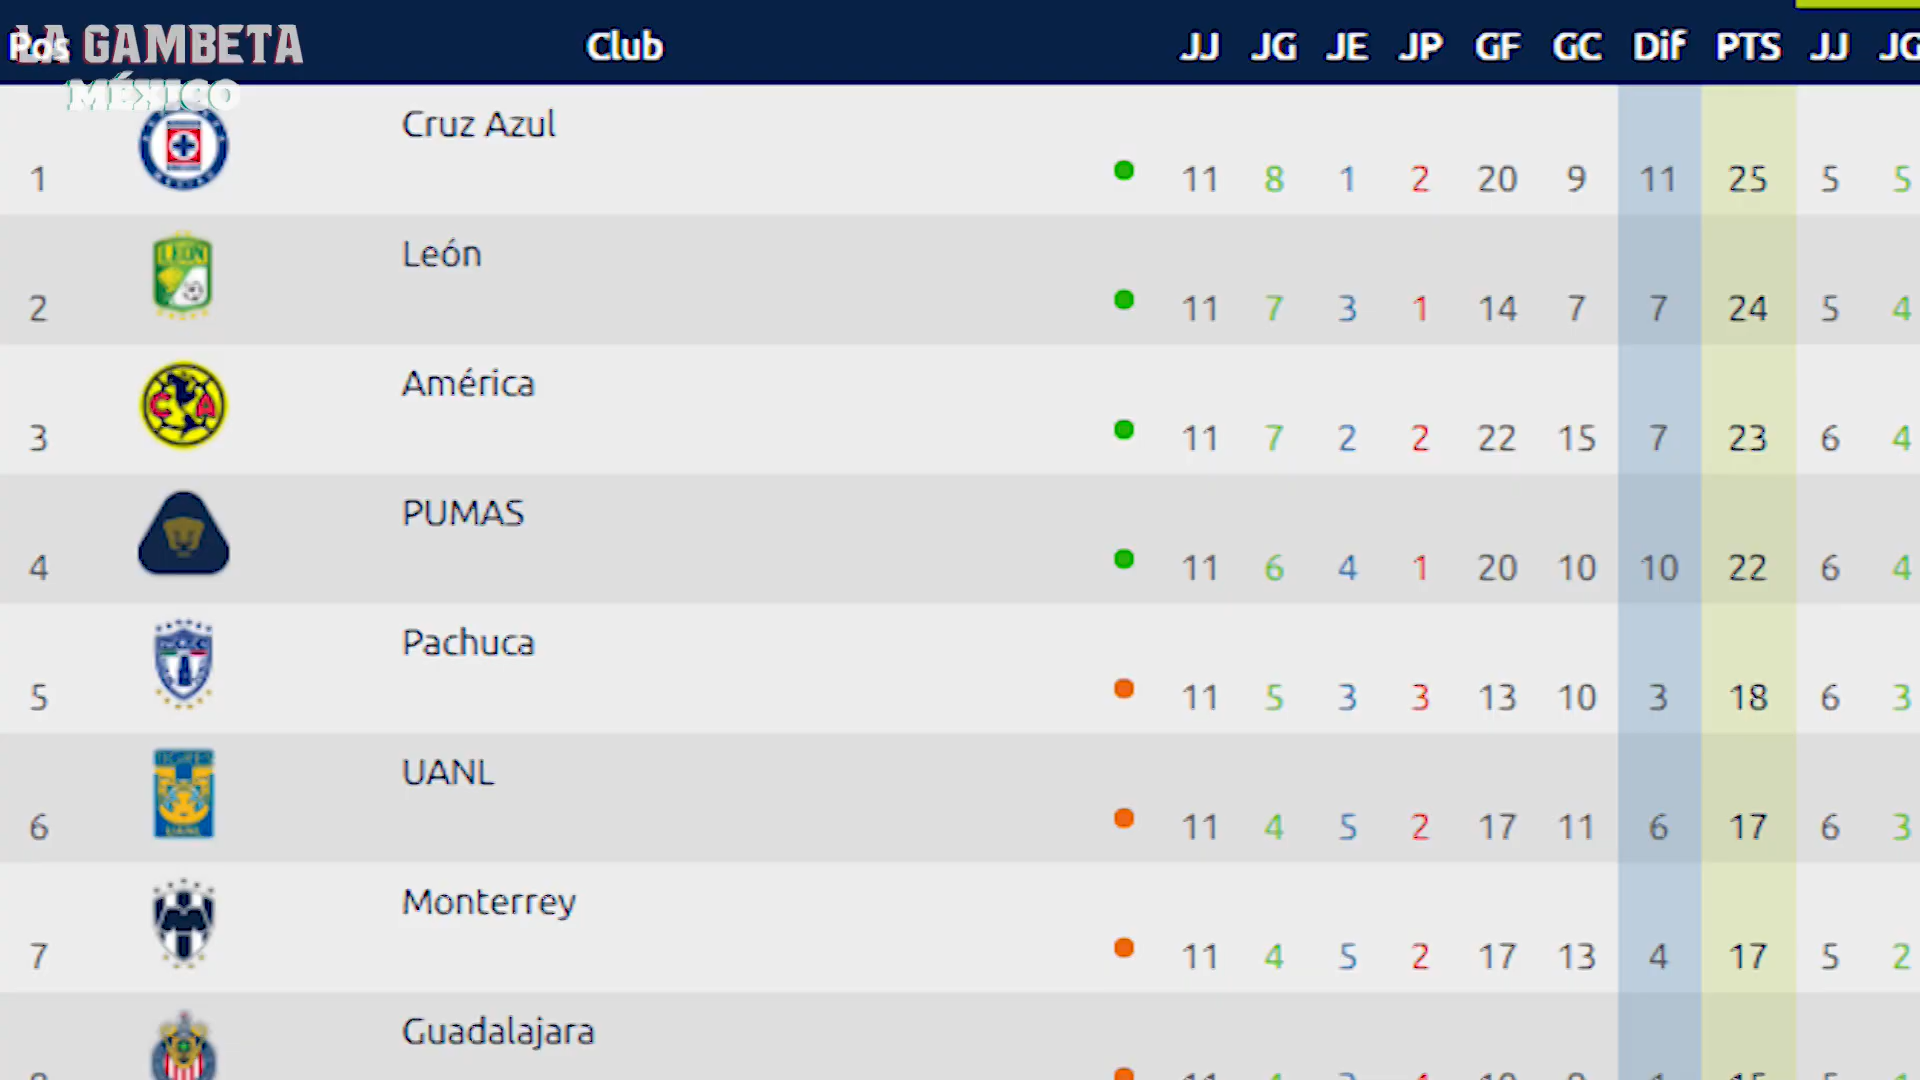 LA GAMBETA
MÉXICO
Pos Club JJ JG JE JP GF GC Dif PTS JJ JG
1 Cruz Azul 11 8 1 2 20 9 11 25 5 5
2 León 11 7 3 1 14 7 7 24 5 4
3 América 11 7 2 2 22 15 7 23 6 4
4 PUMAS 11 6 4 1 20 10 10 22 6 4
5 Pachuca 11 5 3 3 13 10 3 18 6 3
6 UANL 11 4 5 2 17 11 6 17 6 3
7 Monterrey 11 4 5 2 17 13 4 17 5 2
Guadalajara